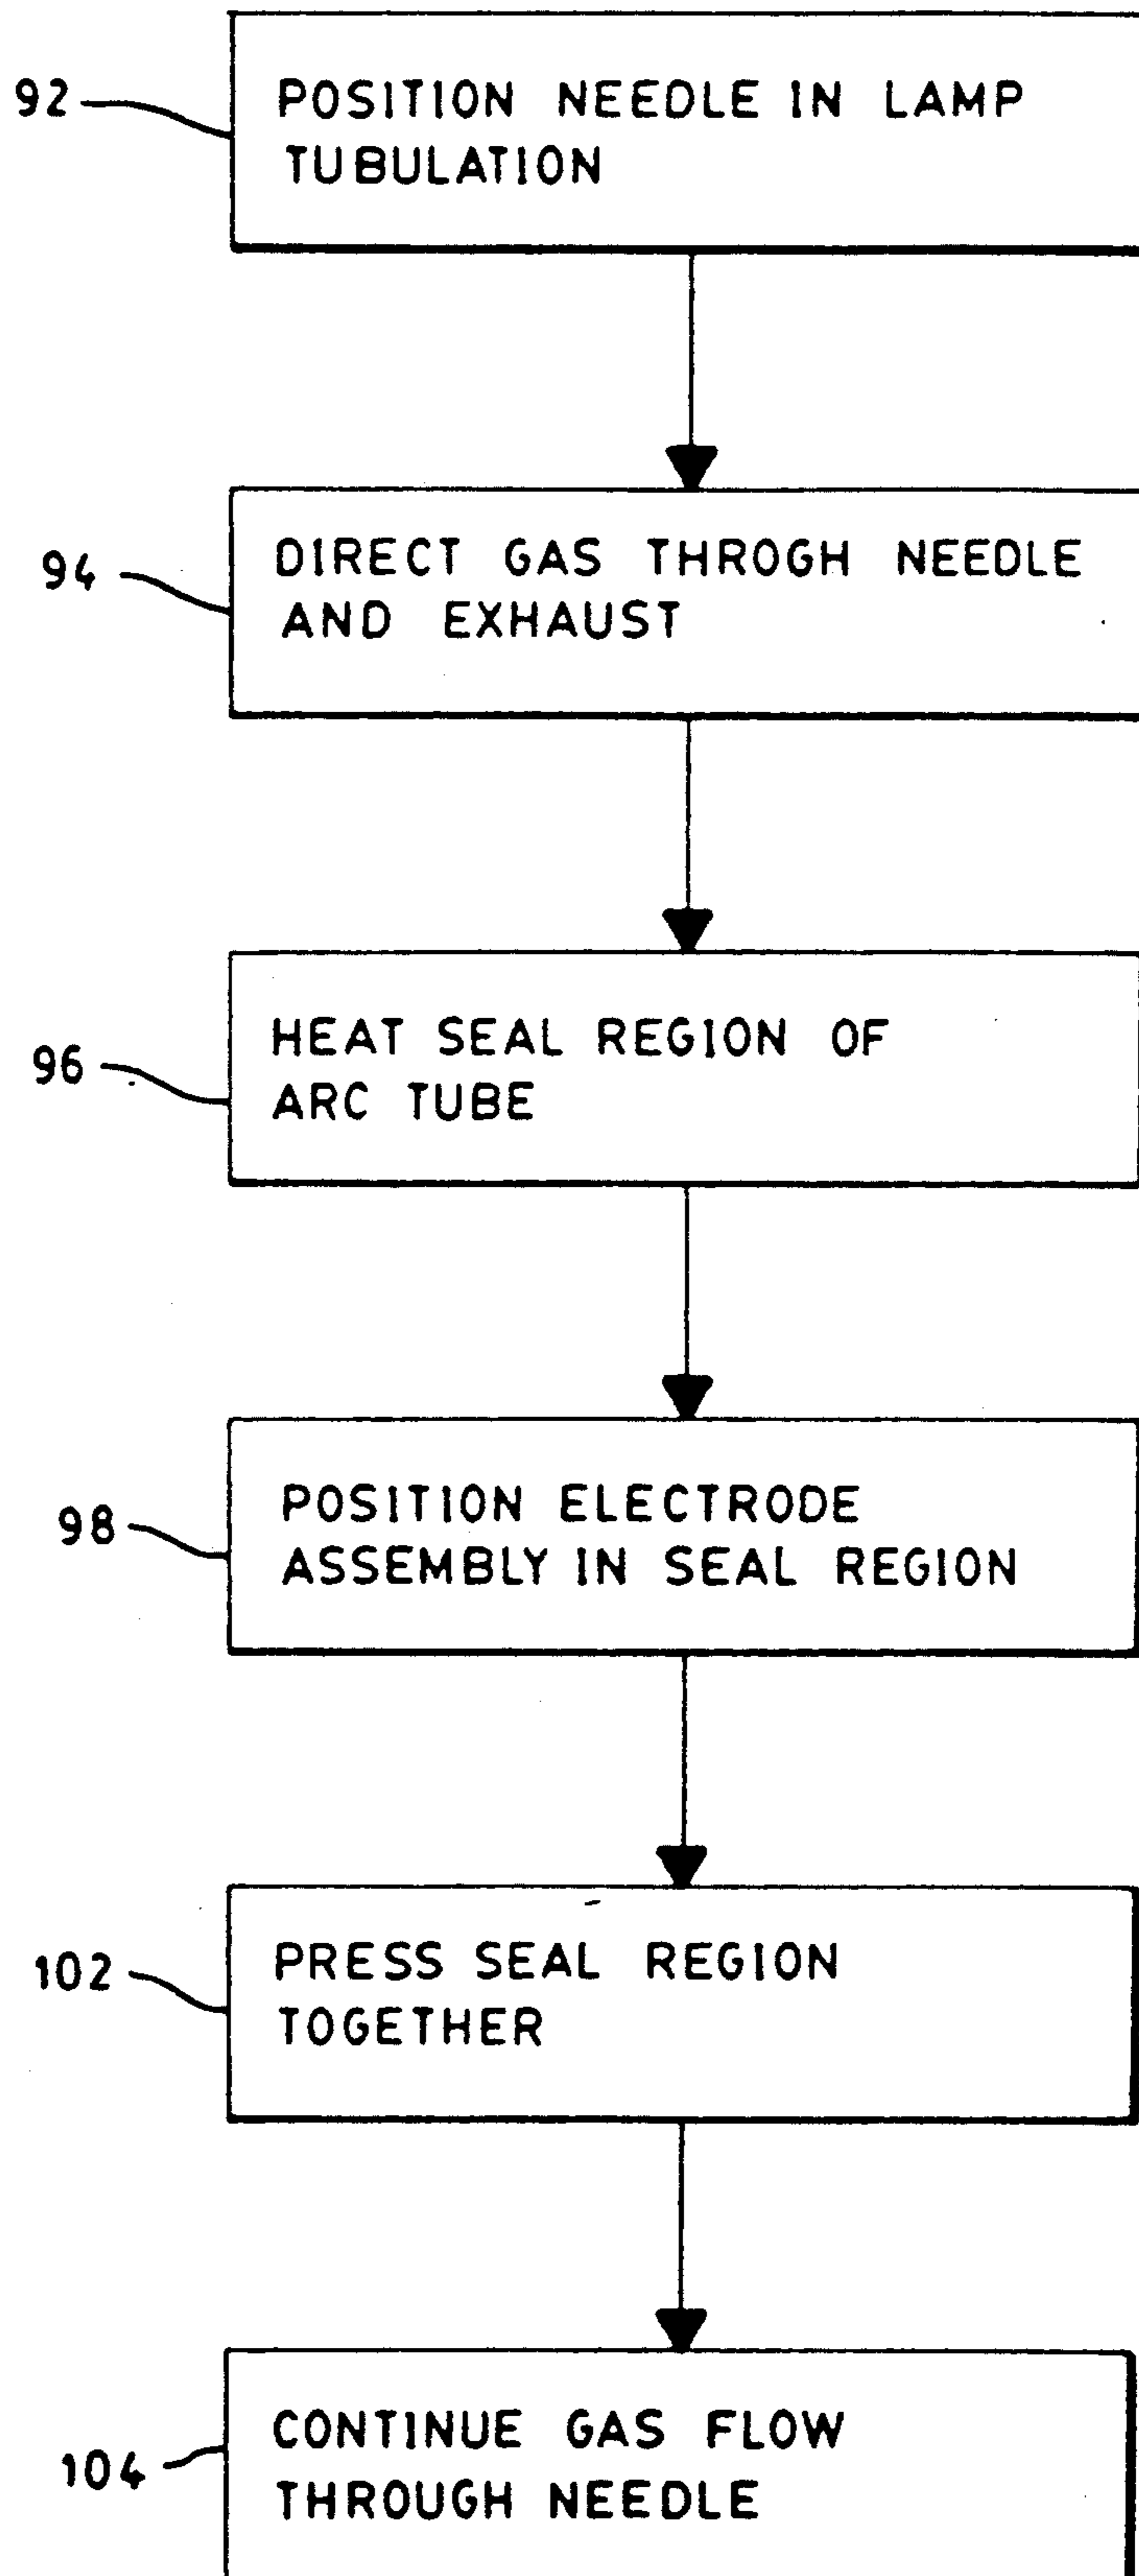 92
POSITION NEEDLE IN LAMP
TUBULATION
94
DIRECT GAS THROGH NEEDLE
AND EXHAUST
96
HEAT SEAL REGION OF
ARC TUBE
98
POSITION ELECTRODE
ASSEMBLY IN SEAL REGION
102
PRESS SEAL REGION
TOGETHER
104
CONTINUE GAS FLOW
THROUGH NEEDLE